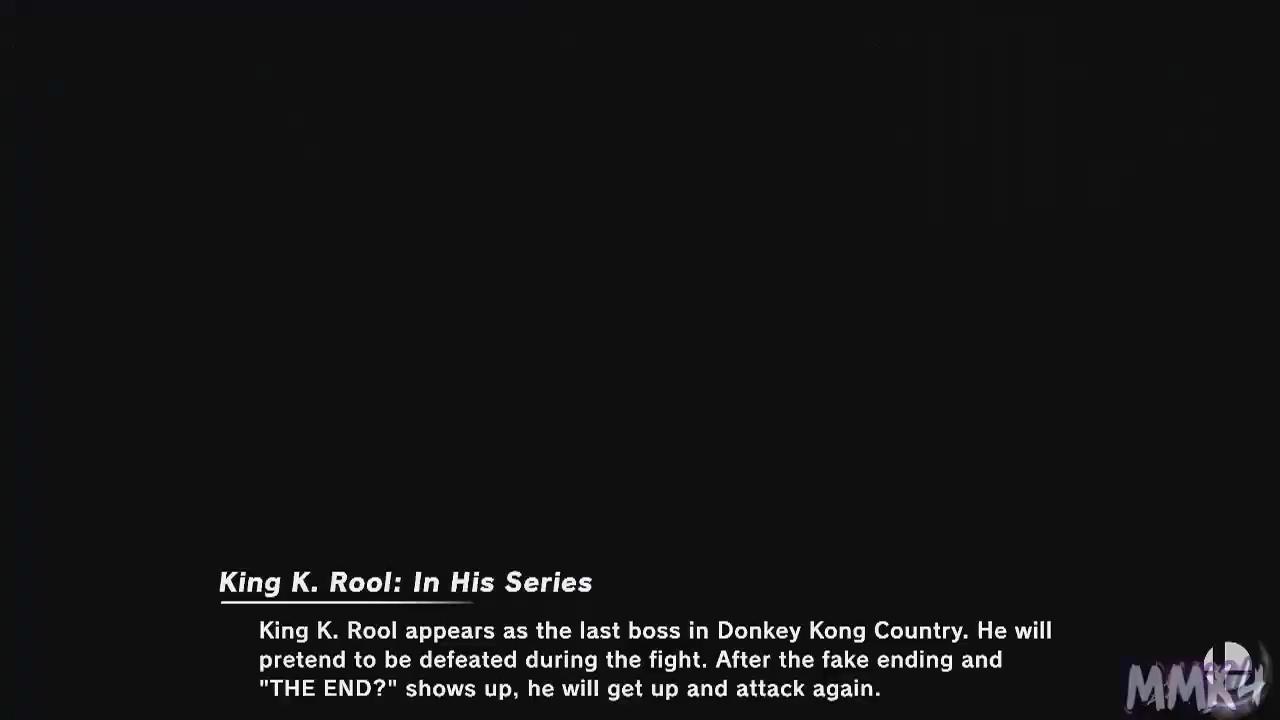 King K. Rool: In His Series
King K. Rool appears as the last boss in Donkey Kong Country. He will
pretend to be defeated during the fight. After the fake ending and
"THE END?" shows up, he will get up and attack again.
MMK4